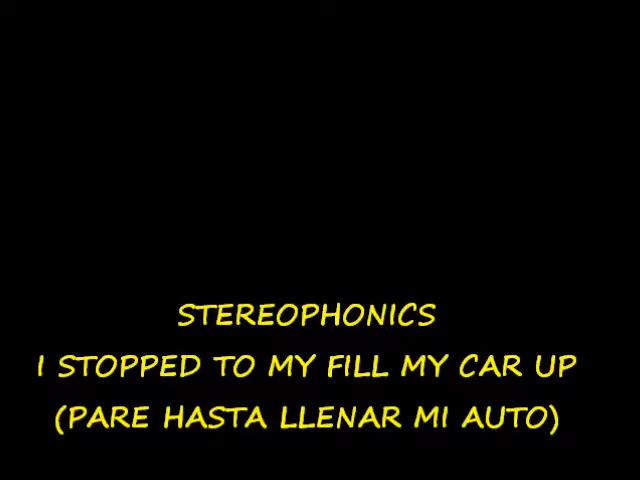 STEREOPHONICS
I STOPPED TO MY FILL MY CAR UP
(PARE HASTA LLENAR MI AUTO)